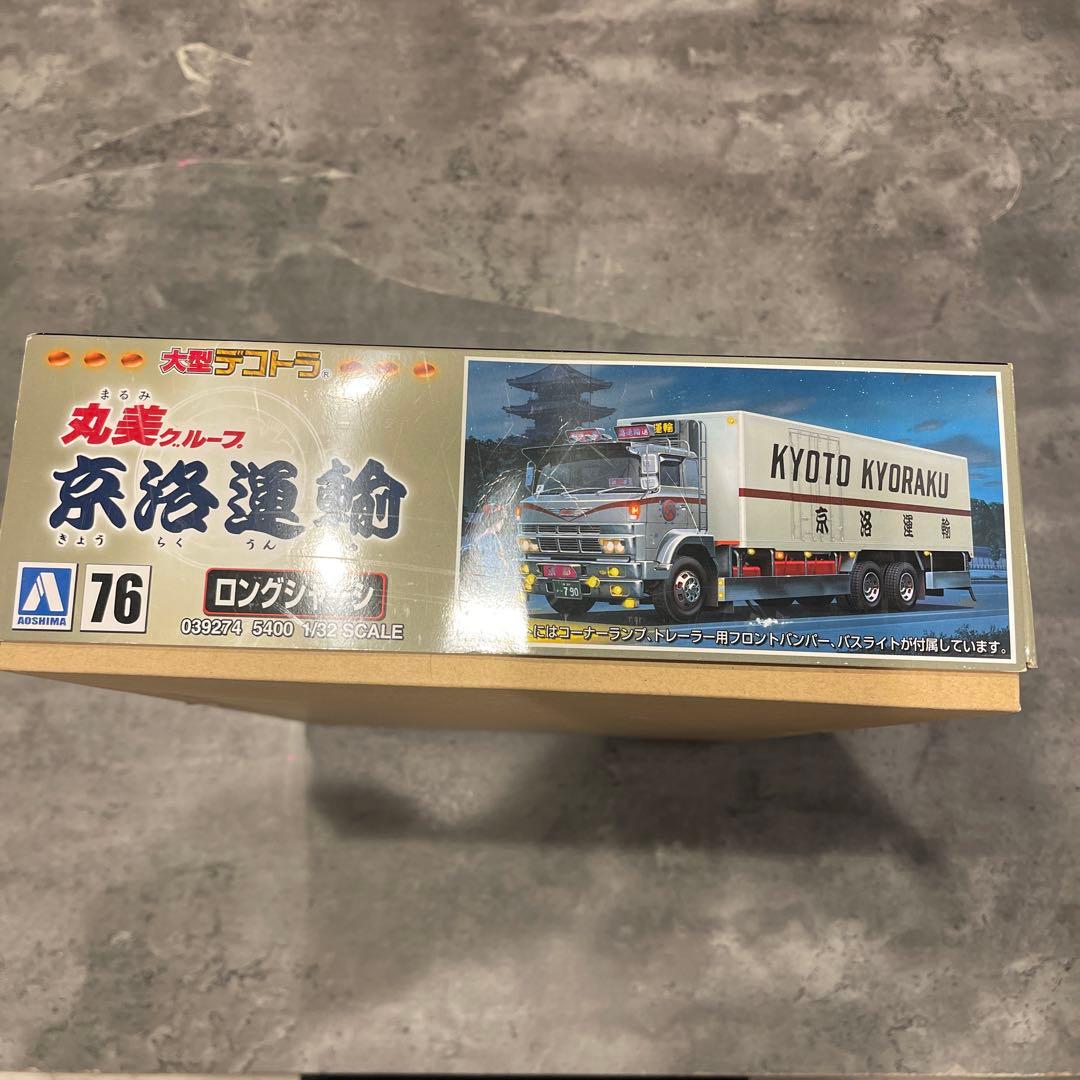 大型デコトラ®
まるみ
丸美グループ
京洛運輸
きょう らく うん
AOSHIMA
76
ロングシャーシ
039274 5400 1/32 SCALE
運輸
KYOTO KYORAKU
京洛運輸
790
にはコーナーランプ、トレーラー用フロントバンパー、バスライトが付属しています。